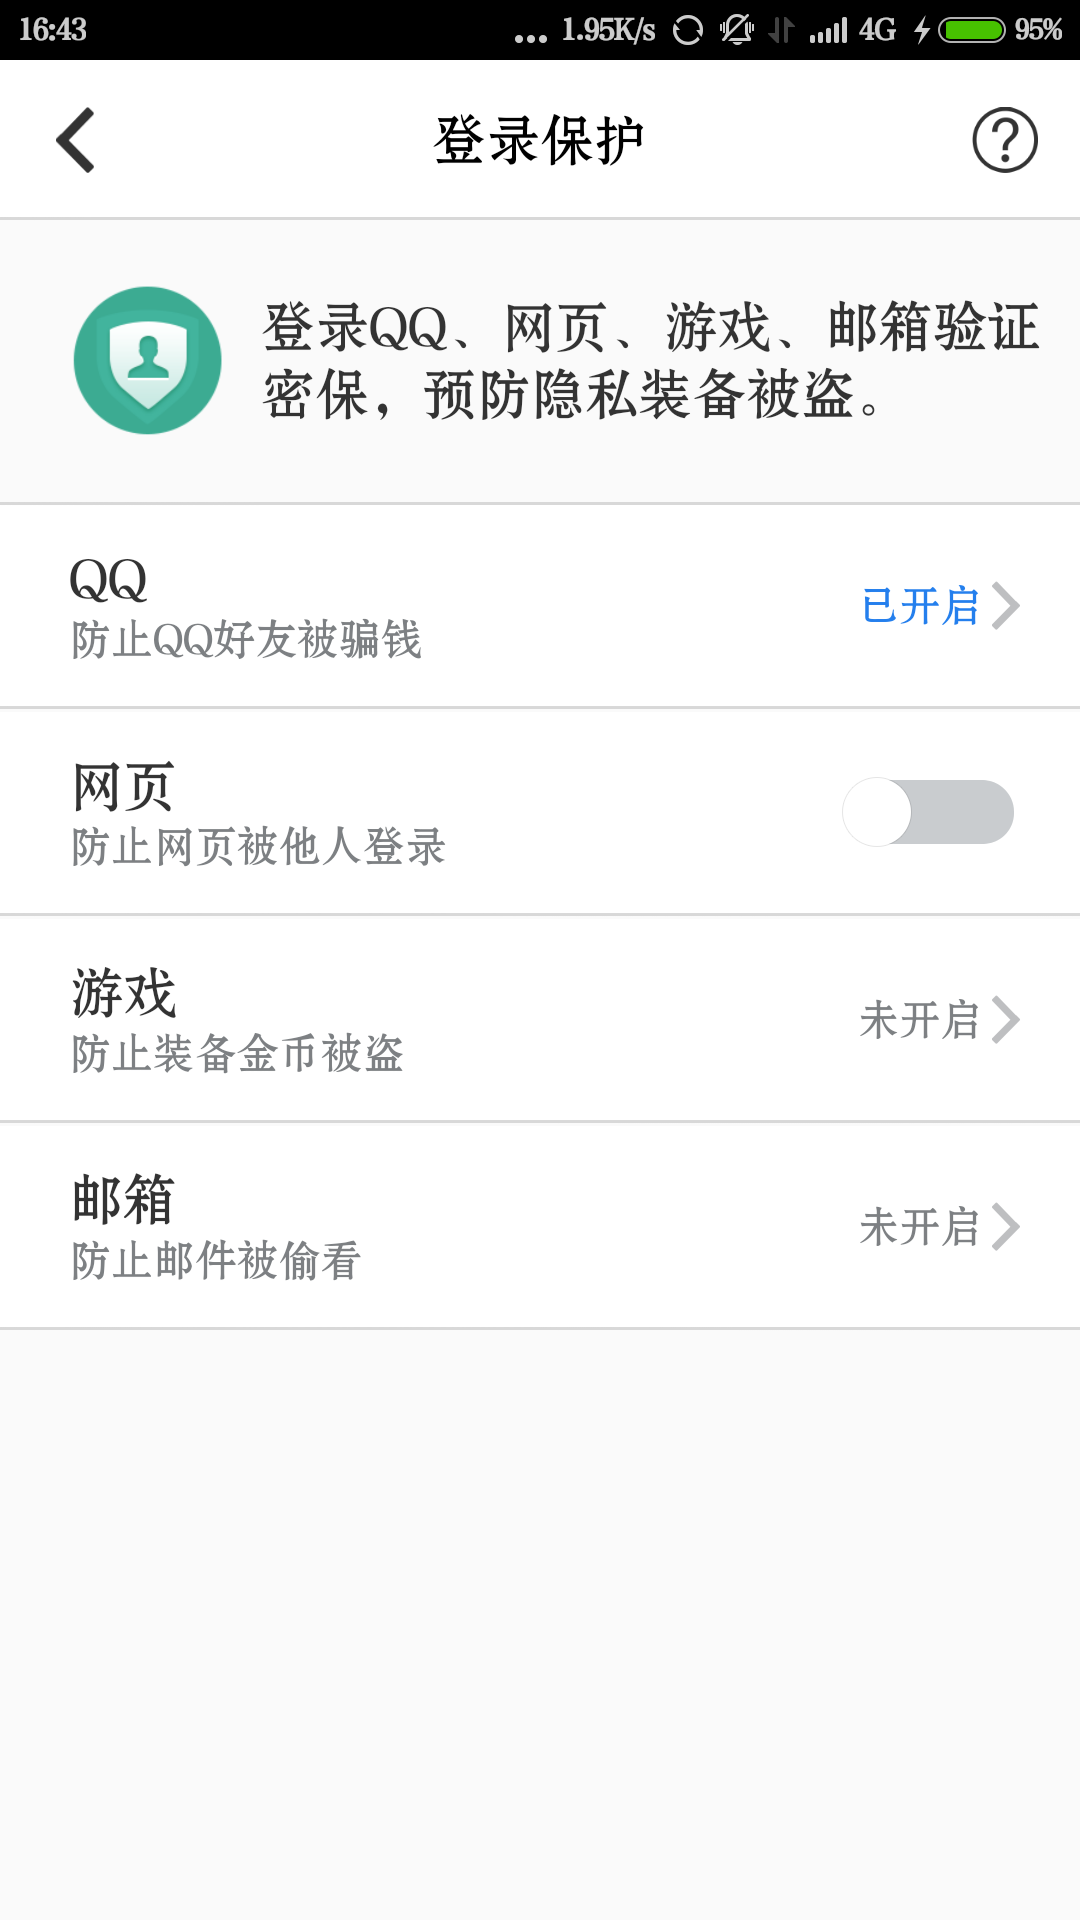 16:43 ... 1.95K/s 4G 95%
登录保护
登录QQ、网页、游戏、邮箱验证
密保，预防隐私装备被盗。
QQ
防止QQ好友被骗钱
已开启
网页
防止网页被他人登录
游戏
防止装备金币被盗
未开启
邮箱
防止邮件被偷看
未开启